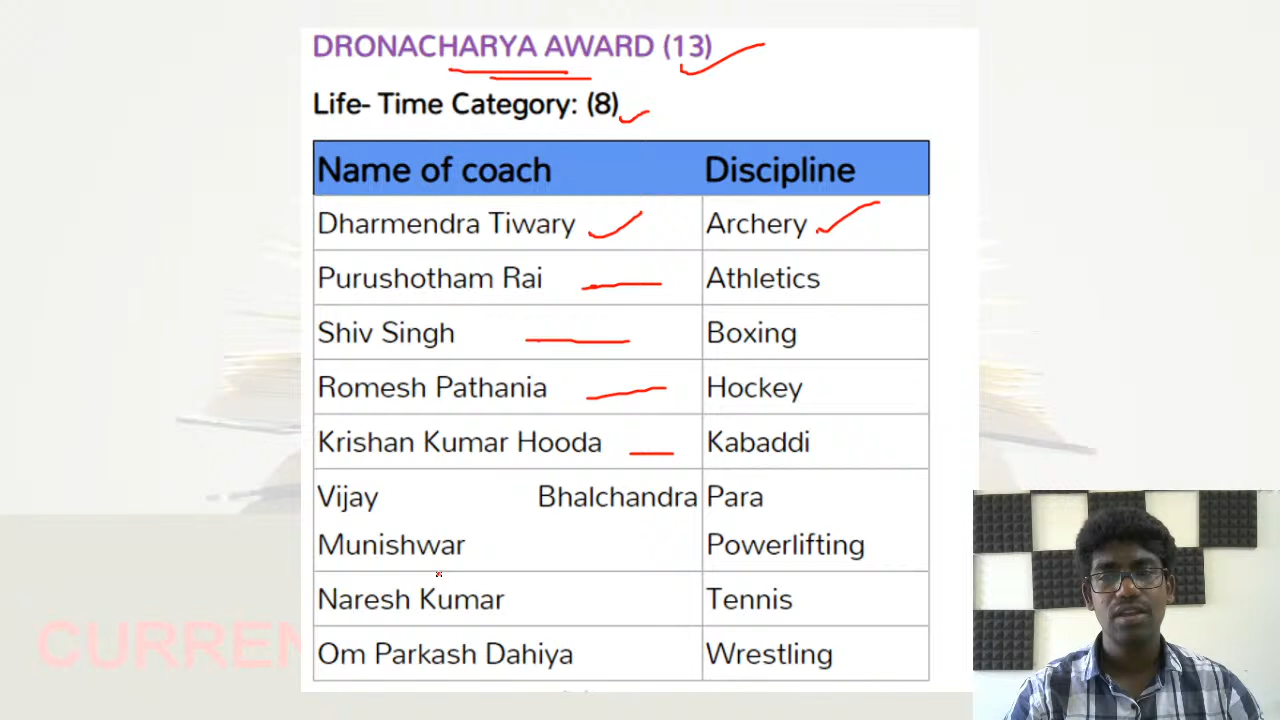 DRONACHARYA AWARD (13)
Life- Time Category: (8)
Name of coach Discipline
Dharmendra Tiwary Archery
Purushotham Rai Athletics
Shiv Singh Boxing
Romesh Pathania Hockey
Krishan Kumar Hooda Kabaddi
Vijay Bhalchandra Para
Munishwar Powerlifting
Naresh Kumar Tennis
Om Parkash Dahiya Wrestling
CURREN